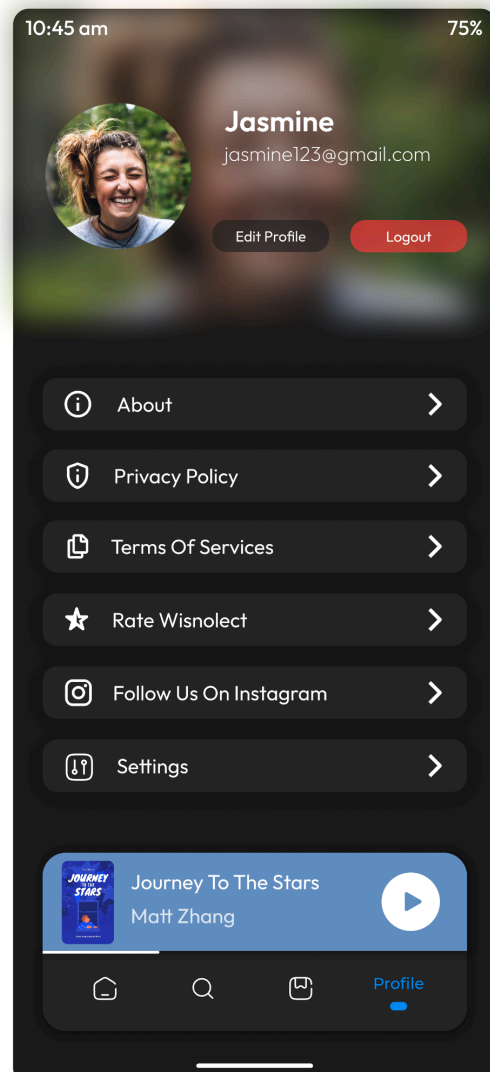 10:45 am 75%
Jasmine
jasmine123@gmail.com
Edit Profile Logout
About
Privacy Policy
Terms Of Services
Rate Wisnolect
Follow Us On Instagram
Settings
JOURNEY
TO THE
STARS
Journey To The Stars
Matt Zhang
Profile